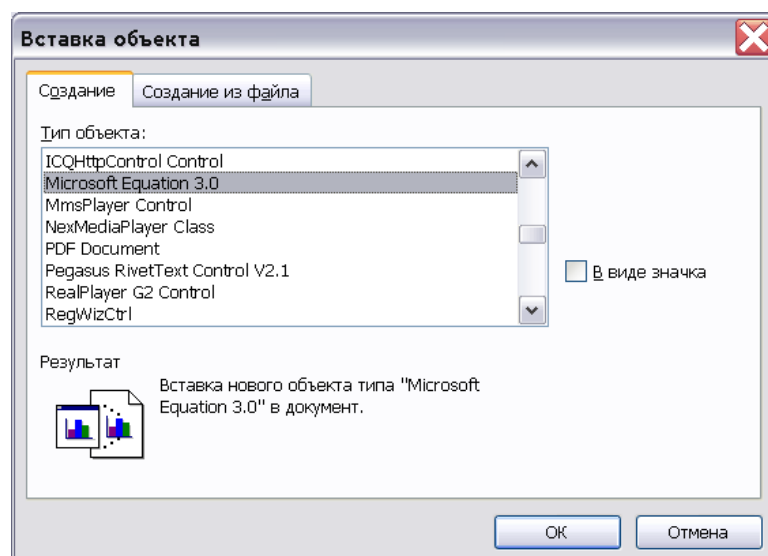 Вставка объекта
Создание
Создание из файла
Тип объекта:
ICQHttpControl Control
Microsoft Equation 3.0
MmsPlayer Control
NexMediaPlayer Class
PDF Document
Pegasus RivetText Control V2.1
RealPlayer G2 Control
RegWizCtrl
В виде значка
Результат
Вставка нового объекта типа "Microsoft
Equation 3.0" в документ.
ОК
Отмена